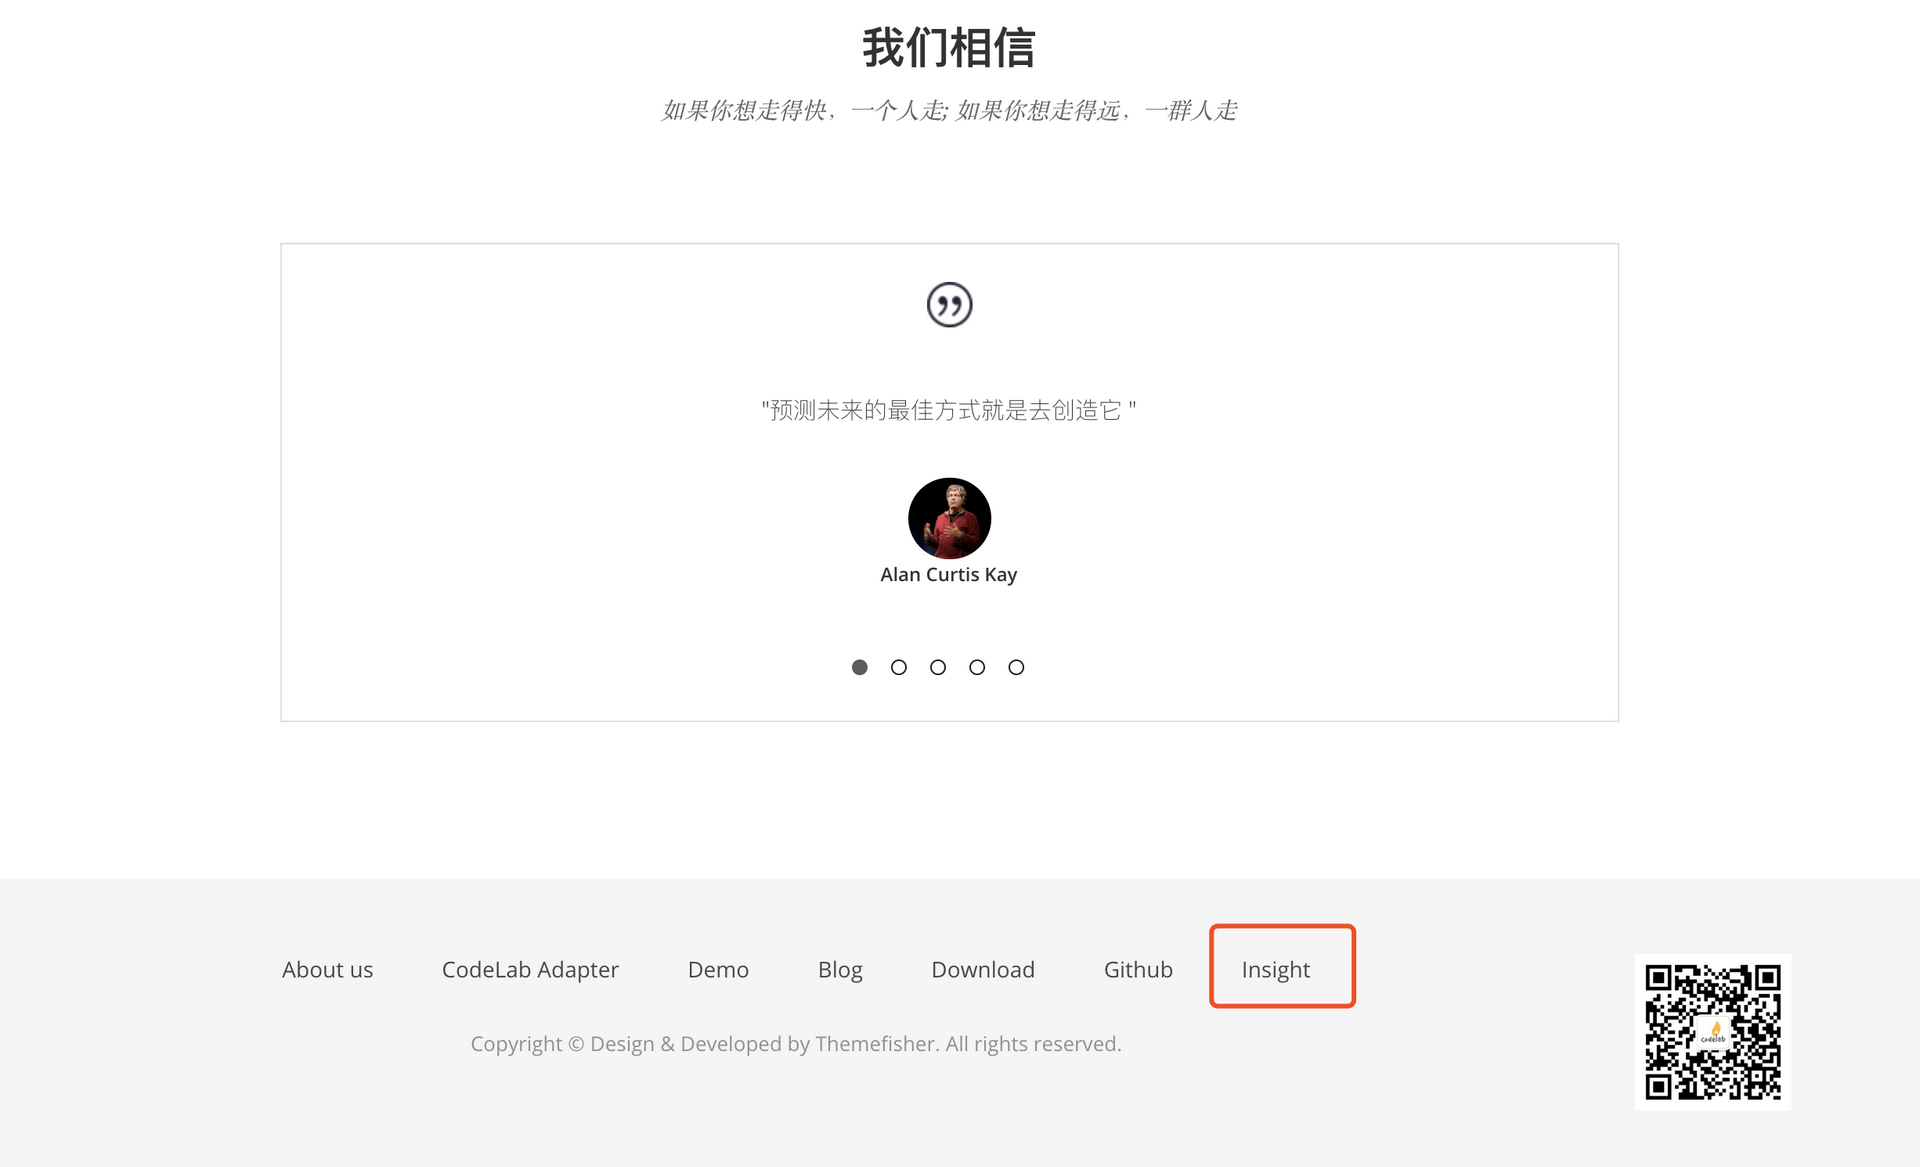 我们相信
如果你想走得快，一个人走; 如果你想走得远，一群人走
"预测未来的最佳方式就是去创造它 "
Alan Curtis Kay
About us CodeLab Adapter Demo Blog Download Github Insight
Copyright © Design & Developed by Themefisher. All rights reserved.
codelab